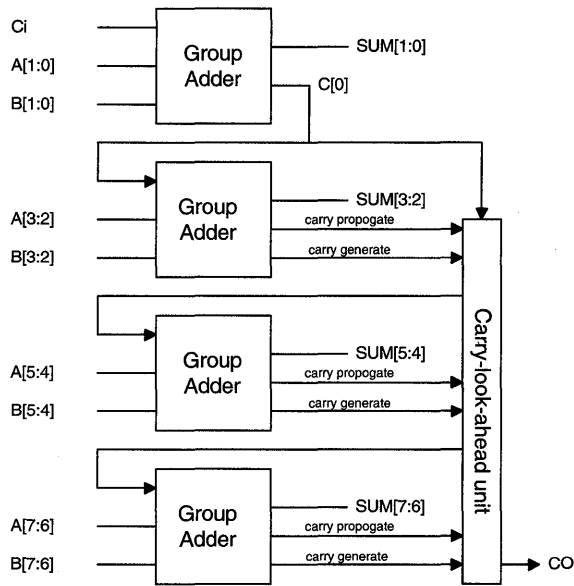 Ci
A[1:0]
B[1:0]
Group
Adder
SUM[1:0]
C[0]
A[3:2]
B[3:2]
Group
Adder
SUM[3:2]
carry propogate
carry generate
A[5:4]
B[5:4]
Group
Adder
SUM[5:4]
carry propogate
carry generate
A[7:6]
B[7:6]
Group
Adder
SUM[7:6]
carry propogate
carry generate
Carry-look-ahead unit
CO